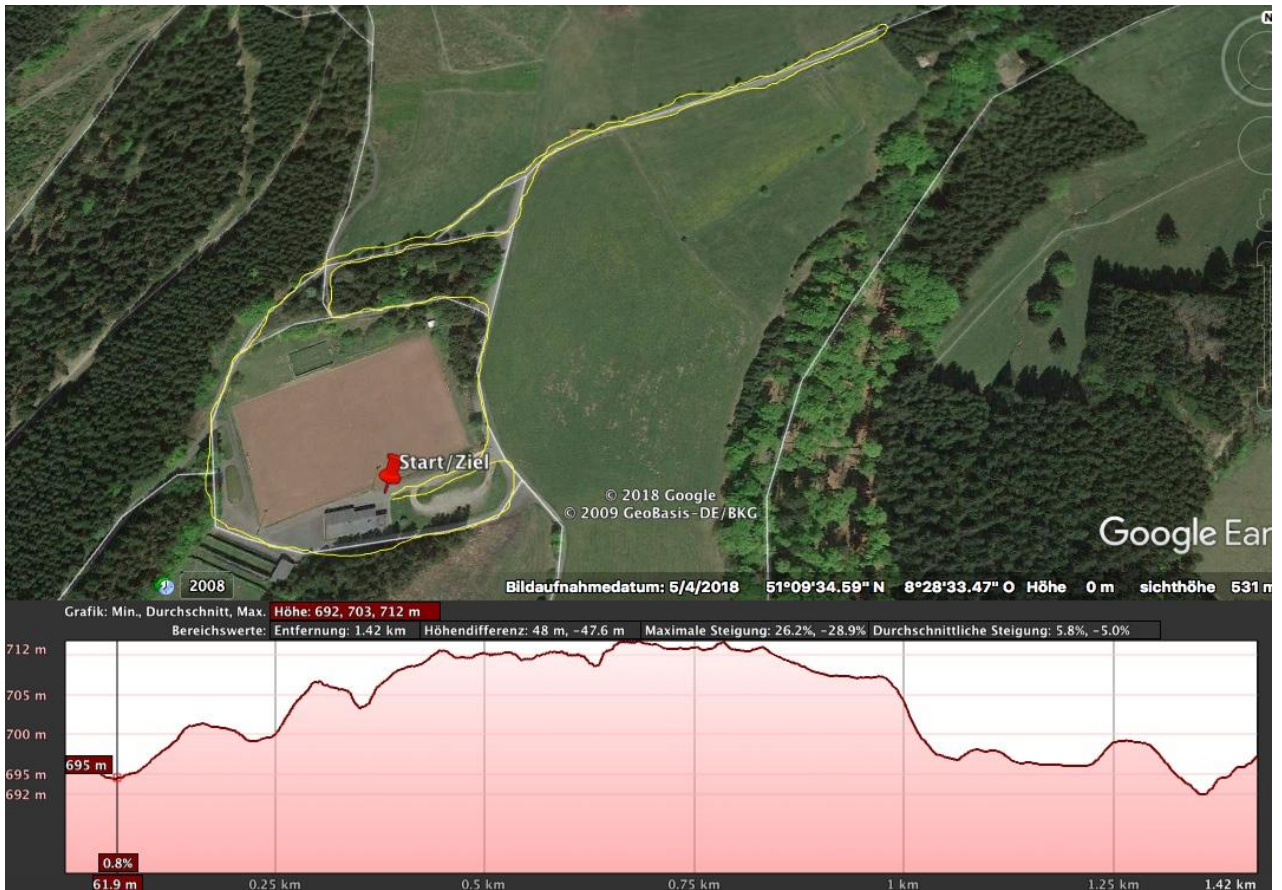 N
Start/Ziel
© 2018 Google
© 2009 GeoBasis-DE/BKG
Google Ear
2008
Bildaufnahmedatum: 5/4/2018 51°09'34.59" N 8°28'33.47" O Höhe 0 m sichthöhe 531 m
Grafik: Min., Durchschnitt, Max. Höhe: 692, 703, 712 m
Bereichswerte: Entfernung: 1.42 km Höhendifferenz: 48 m, -47.6 m Maximale Steigung: 26.2%, -28.9% Durchschnittliche Steigung: 5.8%, -5.0%
712 m
705 m
700 m
695 m
695 m
692 m
0.8%
61.9 m 0.25 km 0.5 km 0.75 km 1 km 1.25 km 1.42 km